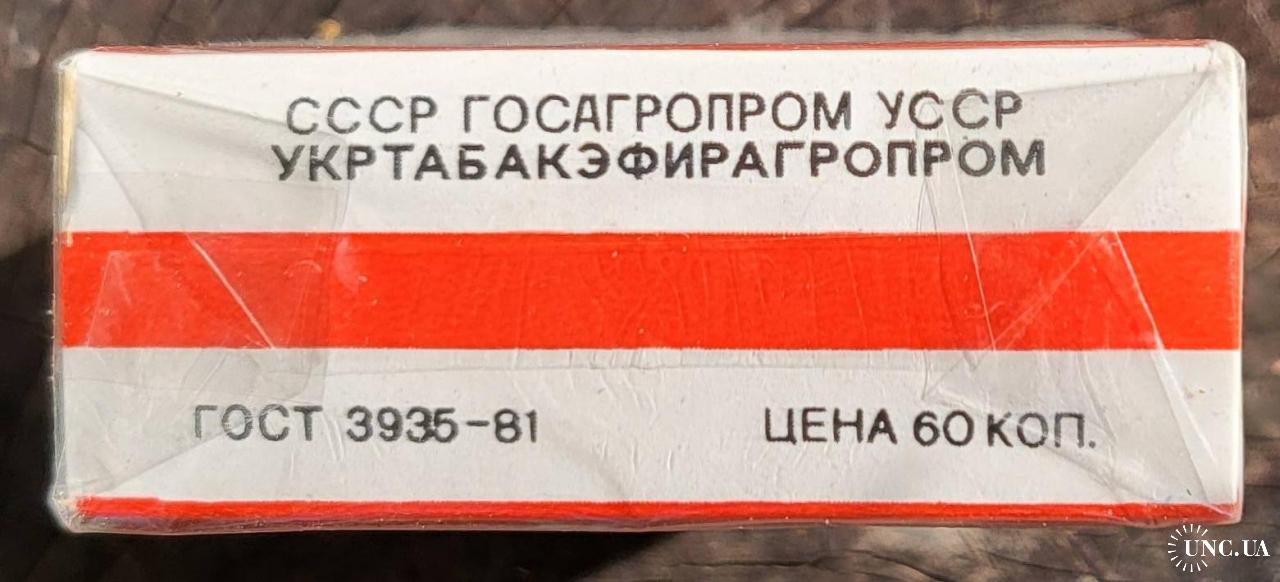 СССР ГОСАГРОПРОМ УССР
УКРТАБАКЭФИРАГРОПРОМ
ГОСТ 3935-81 ЦЕНА 60 КОП.
UNC.UA